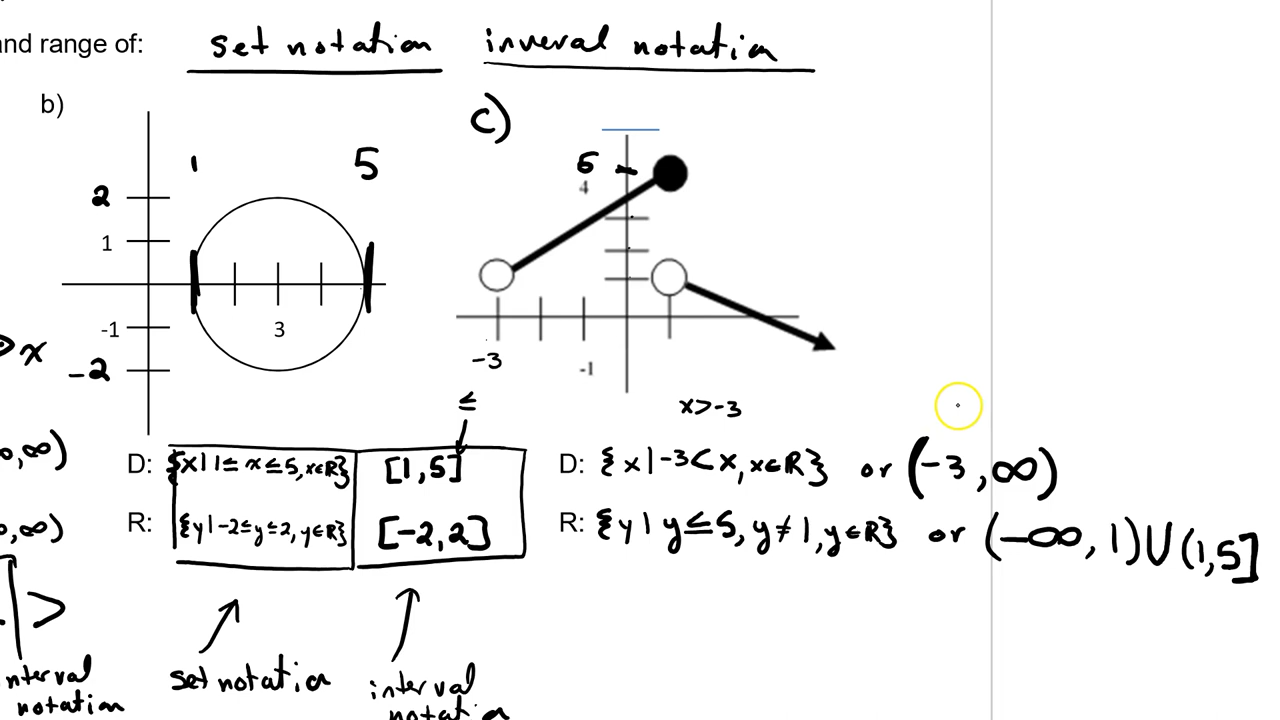 and range of: set notation inveral notation
b)
c)
1 5
2
1
-1
-2
3
5
4
-3
-1
x
≤
x>-3
∞)
D: {x|1≤x≤5,x∈R} [1,5]
D: {x|-3<x,x∈R} or (-3,∞)
∞)
R: {y|-2≤y≤2,y∈R} [-2,2]
R: {y|y≤5,y≠1,y∈R} or (-∞,1)∪(1,5]
>
nterval
notation
set notation
interval
notation